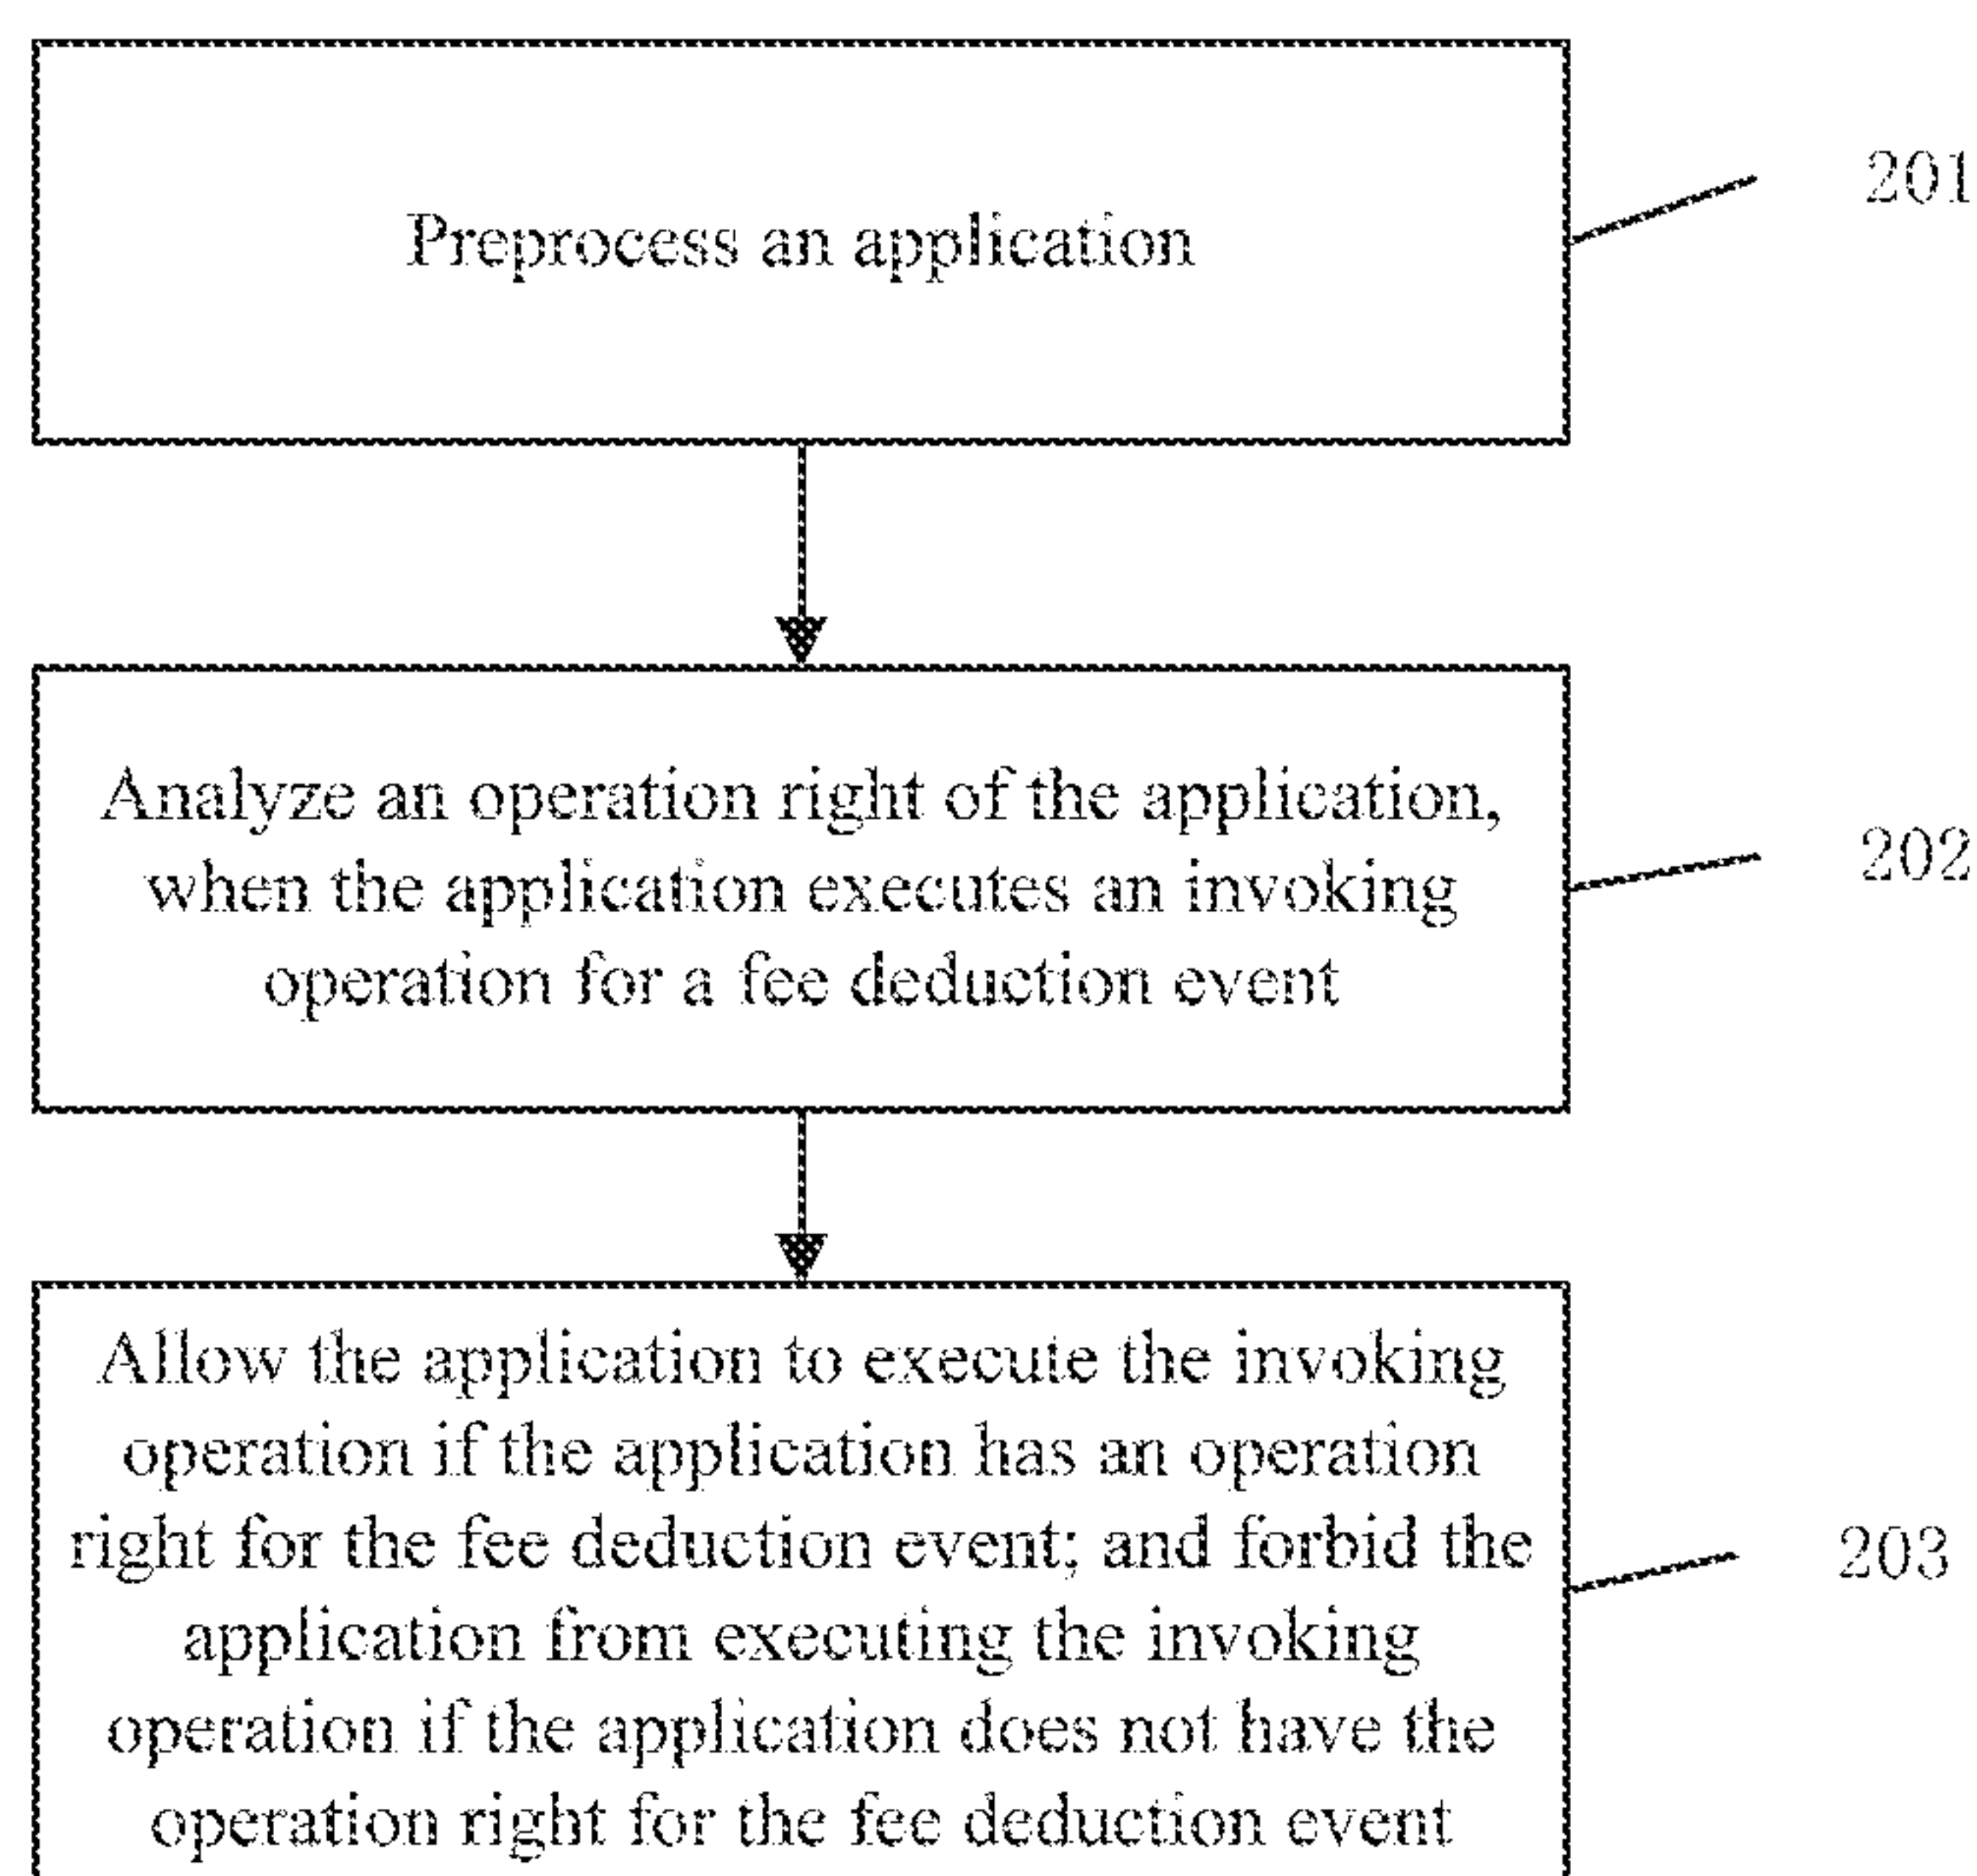 Preprocess an application
201
Analyze an operation right of the application,
when the application executes an invoking
operation for a fee deduction event
202
Allow the application to execute the invoking
operation if the application has an operation
right for the fee deduction event; and forbid the
application from executing the invoking
operation if the application does not have the
operation right for the fee deduction event
203